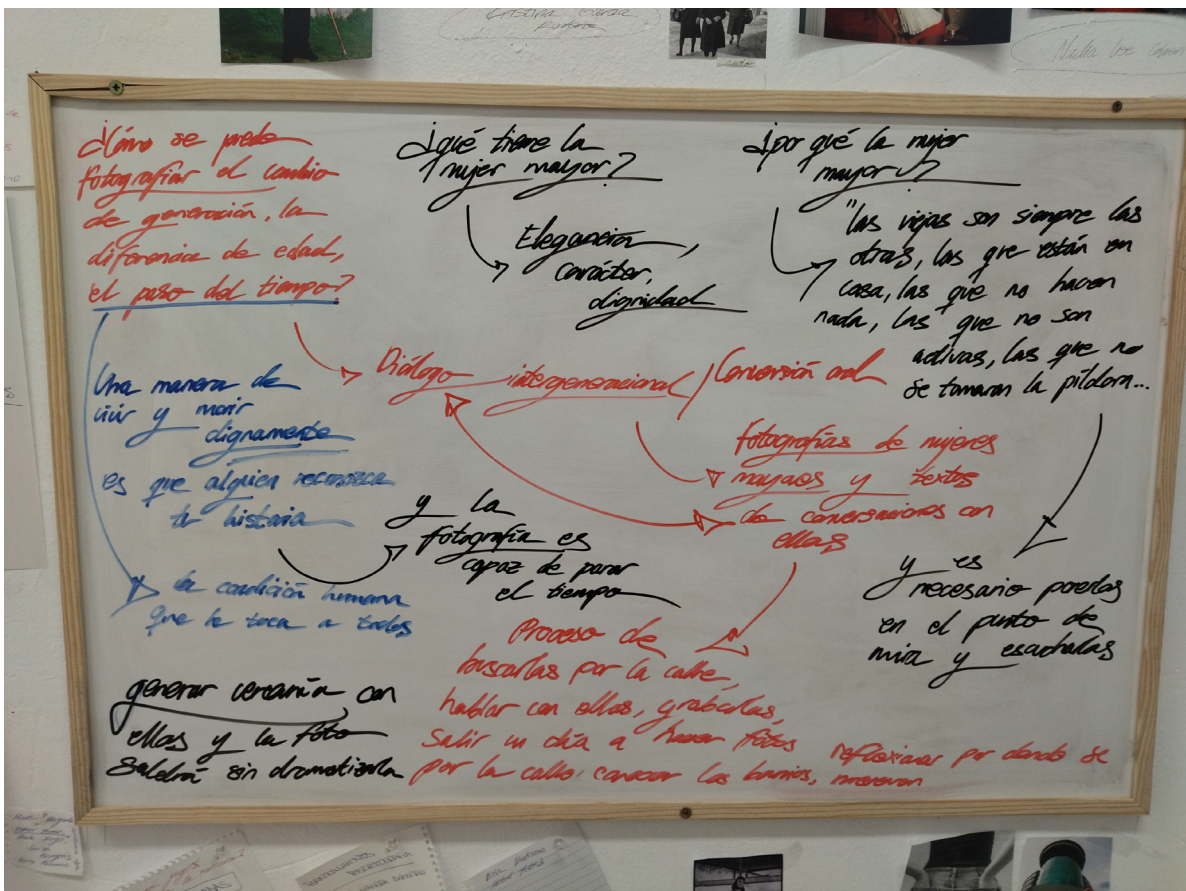 ¿Cómo se puede
fotografiar el cambio
de generación, la
diferencia de edad,
el paso del tiempo?
¿qué tiene la
mujer mayor?
Elegancia,
carácter,
dignidad
¿por qué la mujer
mayor?
"las viejas son siempre las
otras, las que están en
casa, las que no hacen
nada, las que no son
activas, las que no
se tomaran la píldora...
Diálogo intergeneracional / Conversión oral
Una manera de
vivir y morir
dignamente
es que alguien reconozca
tu historia
y la
fotografía es
capaz de parar
el tiempo
fotografías de mujeres
mayores y textos
de conversaciones con
ellas
la condición humana
que le toca a todos
y es
necesario ponerlas
en el punto de
mira y escucharlas
Proceso de
buscarlas por la calle,
hablar con ellas, grabarlas,
salir un día a hacer fotos
por la calle, conocer los barrios, reflexionar por donde se
mueven
generar cercanía con
ellas y la foto
saldrá sin dramatizarla